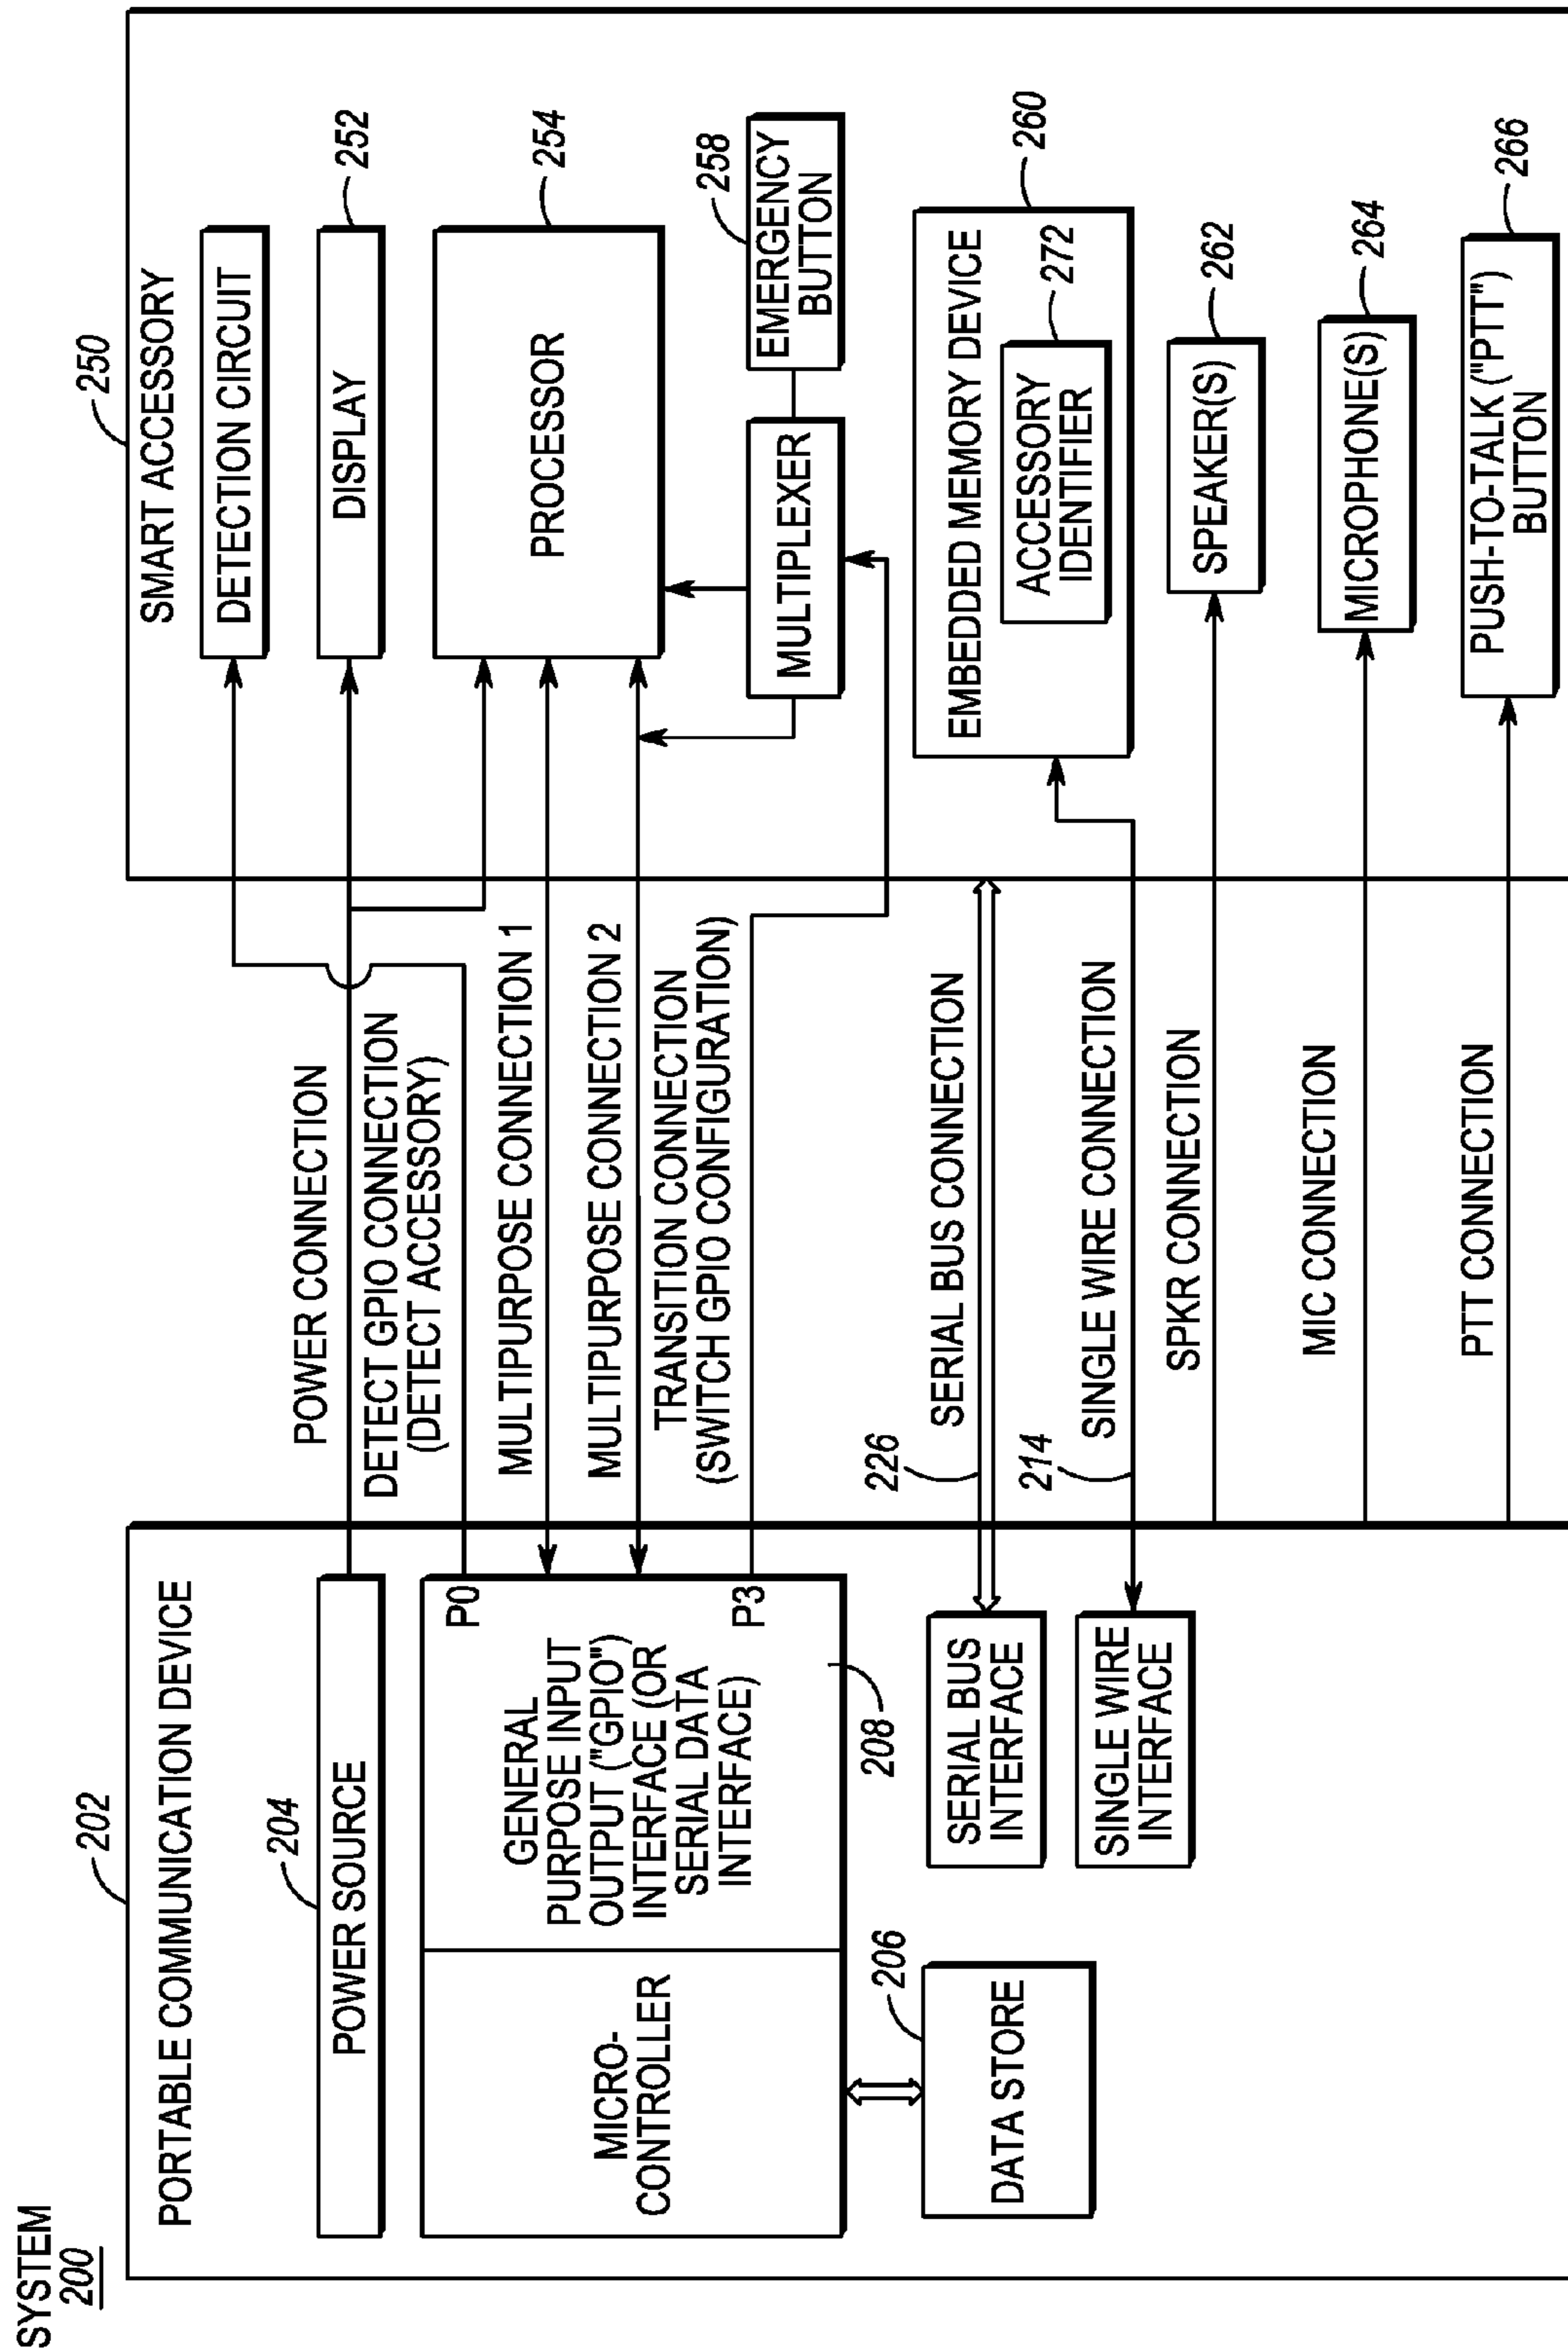 SYSTEM
200
202
PORTABLE COMMUNICATION DEVICE
204
POWER SOURCE
MICRO-
CONTROLLER
GENERAL
PURPOSE INPUT
OUTPUT ("GPIO")
INTERFACE (OR
SERIAL DATA
INTERFACE)
P0
P3
208
206
DATA STORE
SERIAL BUS
INTERFACE
SINGLE WIRE
INTERFACE
POWER CONNECTION
DETECT GPIO CONNECTION
(DETECT ACCESSORY)
MULTIPURPOSE CONNECTION 1
MULTIPURPOSE CONNECTION 2
TRANSITION CONNECTION
(SWITCH GPIO CONFIGURATION)
226
SERIAL BUS CONNECTION
214
SINGLE WIRE CONNECTION
SPKR CONNECTION
MIC CONNECTION
PTT CONNECTION
250
SMART ACCESSORY
DETECTION CIRCUIT
DISPLAY
252
PROCESSOR
254
MULTIPLEXER
258
EMERGENCY
BUTTON
EMBEDDED MEMORY DEVICE
260
ACCESSORY
IDENTIFIER
272
SPEAKER(S)
262
MICROPHONE(S)
264
PUSH-TO-TALK ("PTT")
BUTTON
266